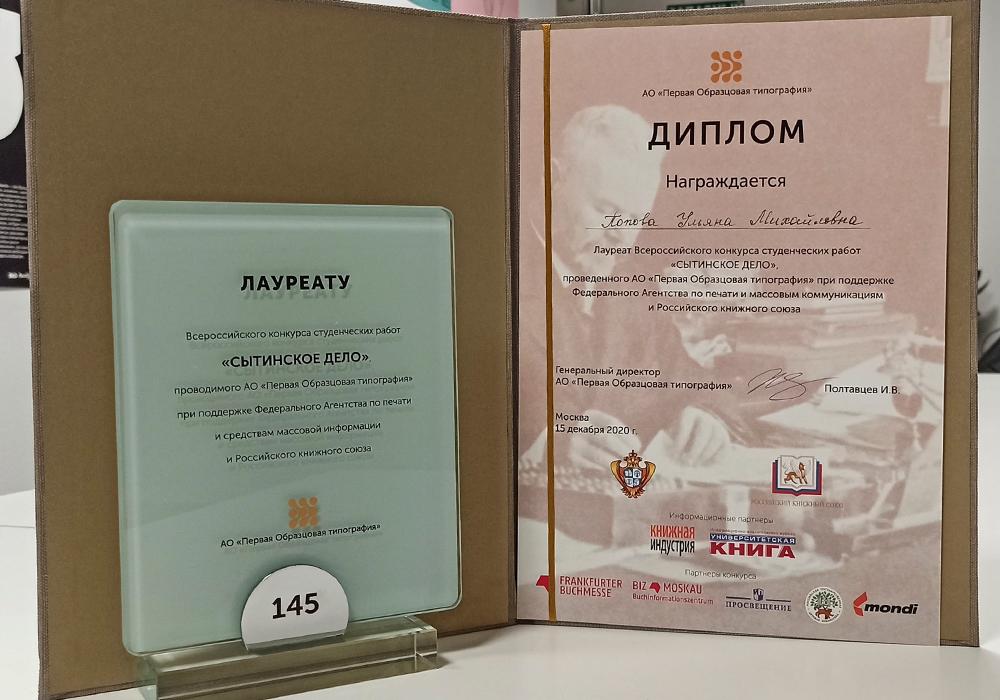 ЛАУРЕАТУ
Всероссийского конкурса студенческих работ
«СЫТИНСКОЕ ДЕЛО»,
проводимого АО «Первая Образцовая типография»
при поддержке Федерального Агентства по печати
и средствам массовой информации
и Российского книжного союза
АО «Первая Образцовая типография»
145
АО «Первая Образцовая типография»
ДИПЛОМ
Награждается
Попова Ульяна Михайловна
Лауреат Всероссийского конкурса студенческих работ
«СЫТИНСКОЕ ДЕЛО»,
проведенного АО «Первая Образцовая типография» при поддержке
Федерального Агентства по печати и массовым коммуникациям
и Российского книжного союза
Генеральный директор
АО «Первая Образцовая типография»
Полтавцев И.В.
Москва
15 декабря 2020 г.
РОССИЙСКИЙ КНИЖНЫЙ СОЮЗ
Информационные партнеры
КНИЖНАЯ
ИНДУСТРИЯ
УНИВЕРСИТЕТСКАЯ
КНИГА
Партнеры конкурса
FRANKFURTER
BUCHMESSE
BIZ MOSKAU
Buchinformationszentrum
ПРОСВЕЩЕНИЕ
mondi